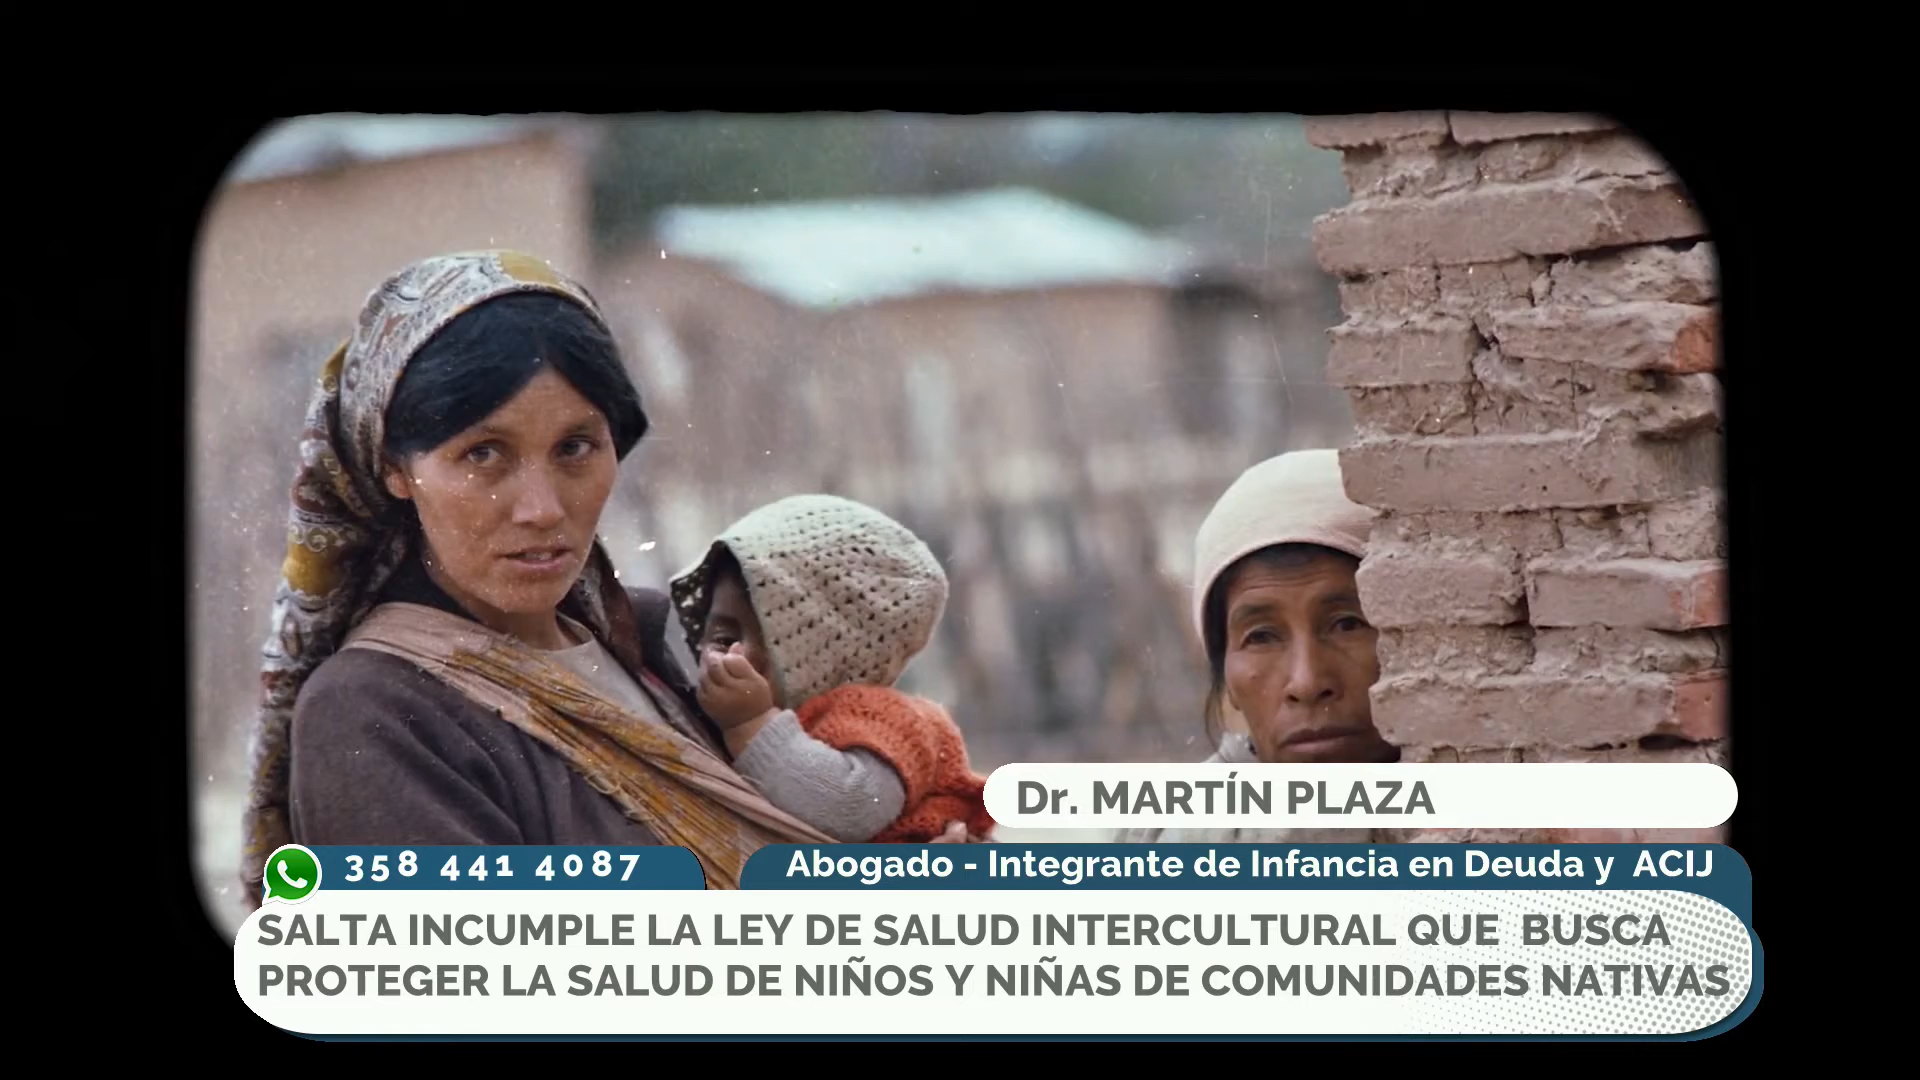 Dr. MARTÍN PLAZA
358 441 4087
Abogado - Integrante de Infancia en Deuda y ACIJ
SALTA INCUMPLE LA LEY DE SALUD INTERCULTURAL QUE BUSCA
PROTEGER LA SALUD DE NIÑOS Y NIÑAS DE COMUNIDADES NATIVAS